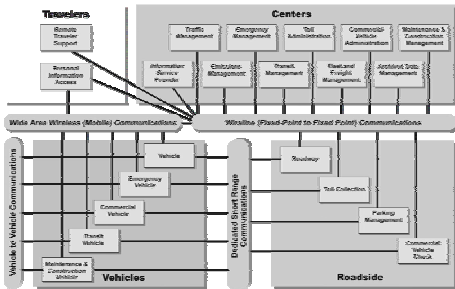 Travelers
Centers
Remote
Traveler
Support
Personal
Information
Access
Traffic
Management
Emergency
Management
Toll
Administration
Commercial
Vehicle
Administration
Maintenance &
Construction
Management
Information
Service
Provider
Emissions
Management
Transit
Management
Fleet and
Freight
Management
Archived Data
Management
Wide Area Wireless (Mobile) Communications
Wireline (Fixed-Point to Fixed Point) Communications
Vehicle to Vehicle Communications
Vehicle
Emergency
Vehicle
Commercial
Vehicle
Transit
Vehicle
Maintenance &
Construction
Vehicle
Vehicles
Dedicated Short Range
Communications
Roadway
Toll Collection
Parking
Management
Commercial
Vehicle
Check
Roadside